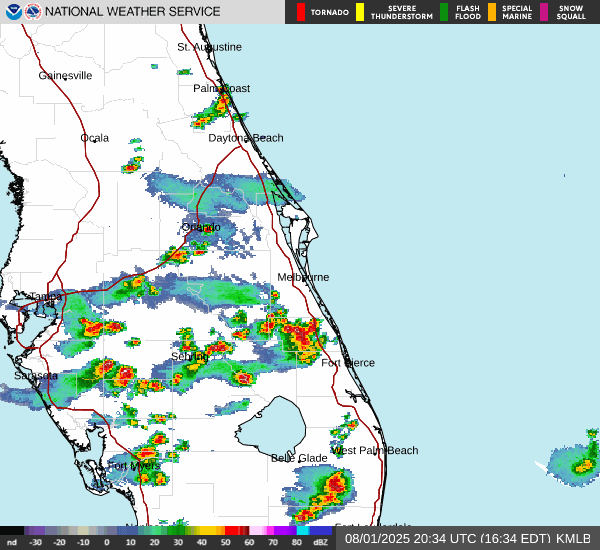 NATIONAL WEATHER SERVICE
TORNADO
SEVERE THUNDERSTORM
FLASH FLOOD
SPECIAL MARINE
SNOW SQUALL
St. Augustine
Gainesville
Palm Coast
Ocala
Daytona Beach
Orlando
Melbourne
Tampa
Sebring
Fort Pierce
Sarasota
West Palm Beach
Belle Glade
Fort Myers
nd -30 -20 -10 0 10 20 30 40 50 60 70 80 dBZ
08/01/2025 20:34 UTC (16:34 EDT) KMLB